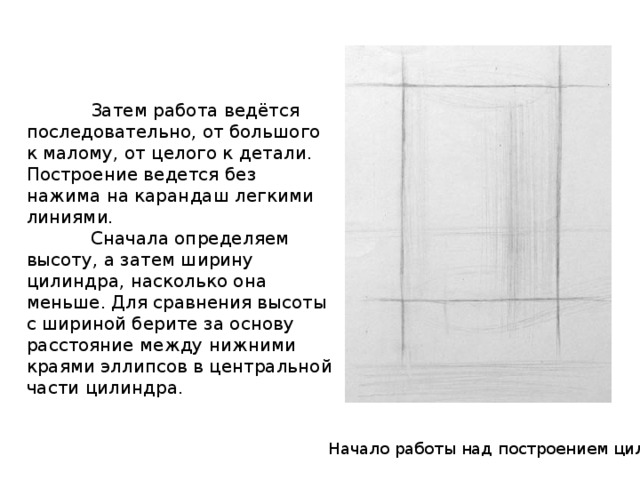 Затем работа ведётся
последовательно, от большого
к малому, от целого к детали.
Построение ведется без
нажима на карандаш легкими
линиями.
Сначала определяем
высоту, а затем ширину
цилиндра, насколько она
меньше. Для сравнения высоты
с шириной берите за основу
расстояние между нижними
краями эллипсов в центральной
части цилиндра.
Начало работы над построением